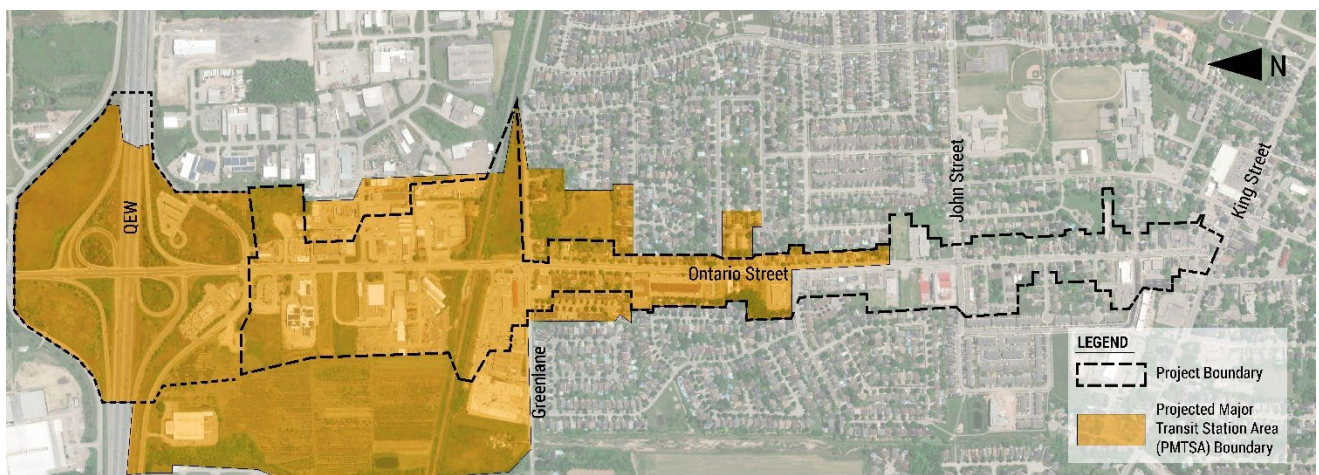 N
QEW
John Street
King Street
Ontario Street
Greenlane
LEGEND
Project Boundary
Projected Major
Transit Station Area
(PMTSA) Boundary